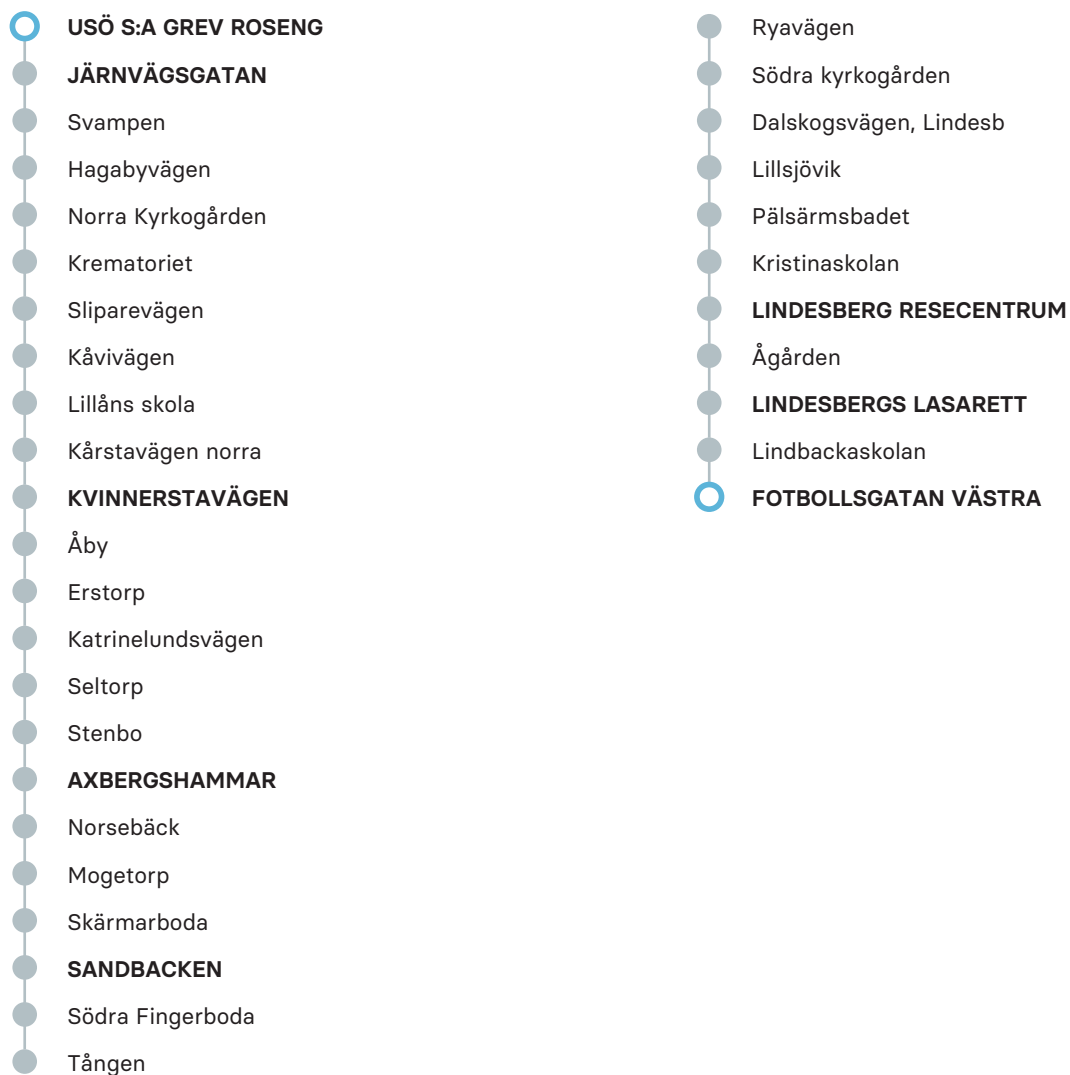 USÖ S:A GREV ROSENG
JÄRNVÄGSGATAN
Svampen
Hagabyvägen
Norra Kyrkogården
Krematoriet
Sliparevägen
Kåvivägen
Lillåns skola
Kårstavägen norra
KVINNERSTAVÄGEN
Åby
Erstorp
Katrinelundsvägen
Seltorp
Stenbo
AXBERGSHAMMAR
Norsebäck
Mogetorp
Skärmarboda
SANDBACKEN
Södra Fingerboda
Tången
Ryavägen
Södra kyrkogården
Dalskogsvägen, Lindesb
Lillsjövik
Pälsärmsbadet
Kristinaskolan
LINDESBERG RESECENTRUM
Ågården
LINDESBERGS LASARETT
Lindbackaskolan
FOTBOLLSGATAN VÄSTRA